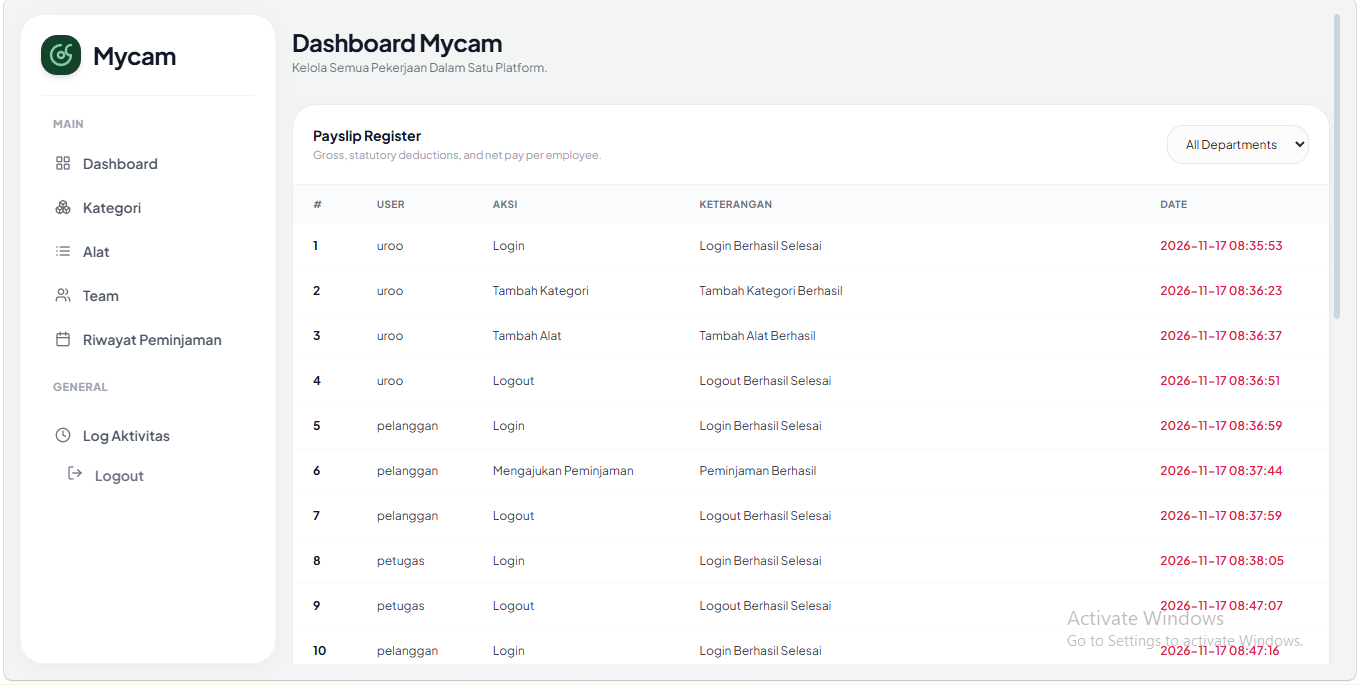 Mycam
MAIN
Dashboard
Kategori
Alat
Team
Riwayat Peminjaman
GENERAL
Log Aktivitas
Logout
Dashboard Mycam
Kelola Semua Pekerjaan Dalam Satu Platform.
Payslip Register
Gross, statutory deductions, and net pay per employee.
All Departments
# USER AKSI KETERANGAN DATE
1 uroo Login Login Berhasil Selesai 2026-11-17 08:35:53
2 uroo Tambah Kategori Tambah Kategori Berhasil 2026-11-17 08:36:23
3 uroo Tambah Alat Tambah Alat Berhasil 2026-11-17 08:36:37
4 uroo Logout Logout Berhasil Selesai 2026-11-17 08:36:51
5 pelanggan Login Login Berhasil Selesai 2026-11-17 08:36:59
6 pelanggan Mengajukan Peminjaman Peminjaman Berhasil 2026-11-17 08:37:44
7 pelanggan Logout Logout Berhasil Selesai 2026-11-17 08:37:59
8 petugas Login Login Berhasil Selesai 2026-11-17 08:38:05
9 petugas Logout Logout Berhasil Selesai 2026-11-17 08:47:07
10 pelanggan Login Login Berhasil Selesai 2026-11-17 08:47:16
Activate Windows
Go to Settings to activate Windows.